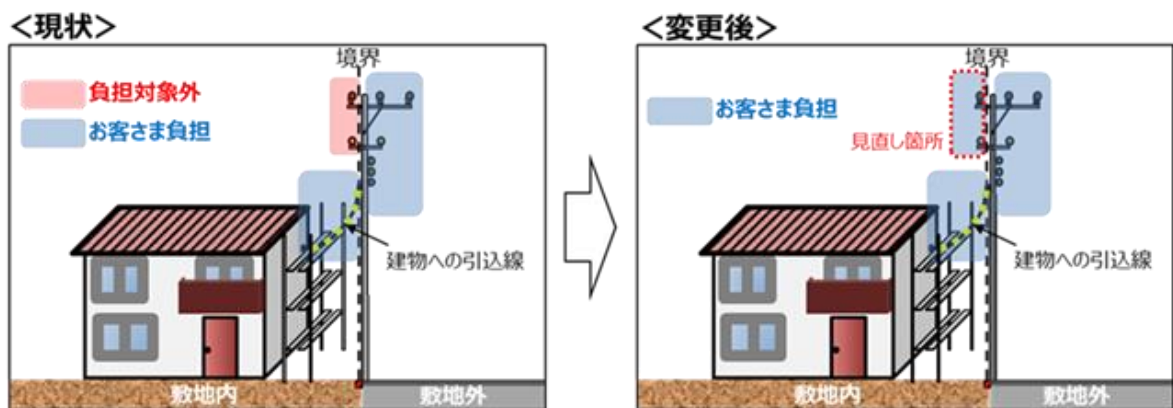 ＜現状＞
境界
負担対象外
お客さま負担
建物への引込線
敷地内
敷地外
＜変更後＞
境界
お客さま負担
見直し箇所
建物への引込線
敷地内
敷地外